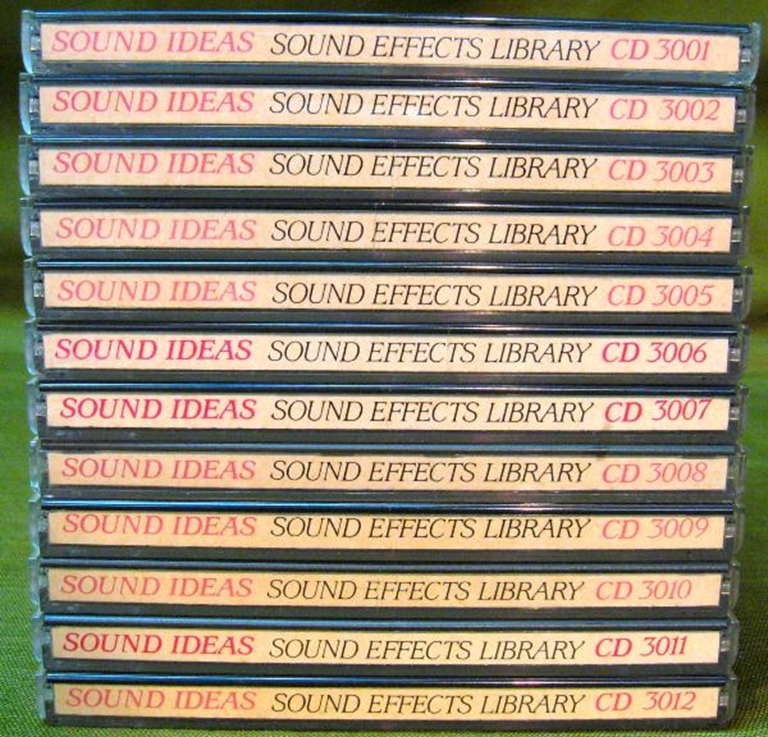 SOUND IDEAS SOUND EFFECTS LIBRARY CD 3001
SOUND IDEAS SOUND EFFECTS LIBRARY CD 3002
SOUND IDEAS SOUND EFFECTS LIBRARY CD 3003
SOUND IDEAS SOUND EFFECTS LIBRARY CD 3004
SOUND IDEAS SOUND EFFECTS LIBRARY CD 3005
SOUND IDEAS SOUND EFFECTS LIBRARY CD 3006
SOUND IDEAS SOUND EFFECTS LIBRARY CD 3007
SOUND IDEAS SOUND EFFECTS LIBRARY CD 3008
SOUND IDEAS SOUND EFFECTS LIBRARY CD 3009
SOUND IDEAS SOUND EFFECTS LIBRARY CD 3010
SOUND IDEAS SOUND EFFECTS LIBRARY CD 3011
SOUND IDEAS SOUND EFFECTS LIBRARY CD 3012